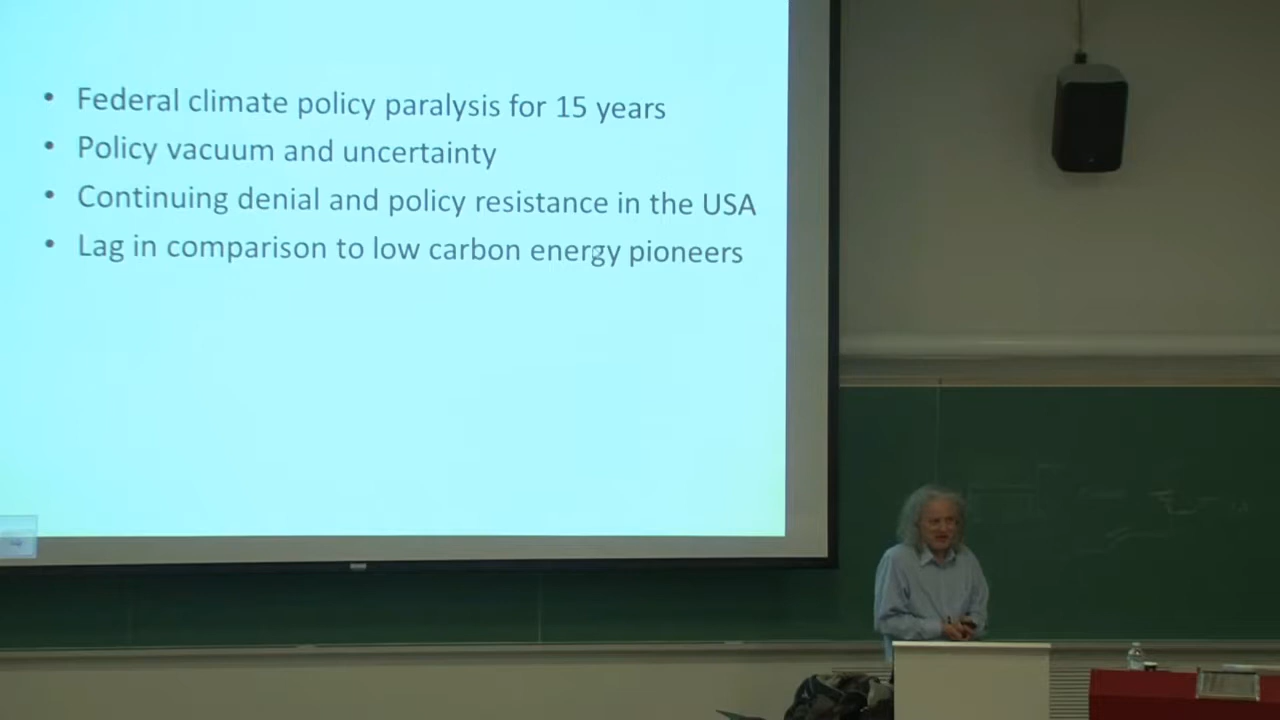 • Federal climate policy paralysis for 15 years
• Policy vacuum and uncertainty
• Continuing denial and policy resistance in the USA
• Lag in comparison to low carbon energy pioneers